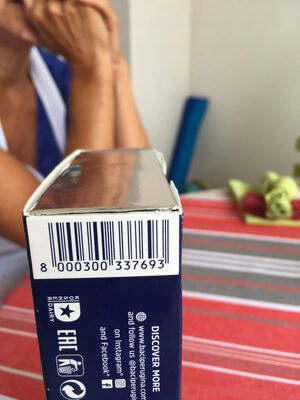 8 000300 337693
KOSHER
DAIRY
EAC
DISCOVER MORE
www.baciperugina.com
and follow us @baciperugina
on Instagram®
and Facebook®